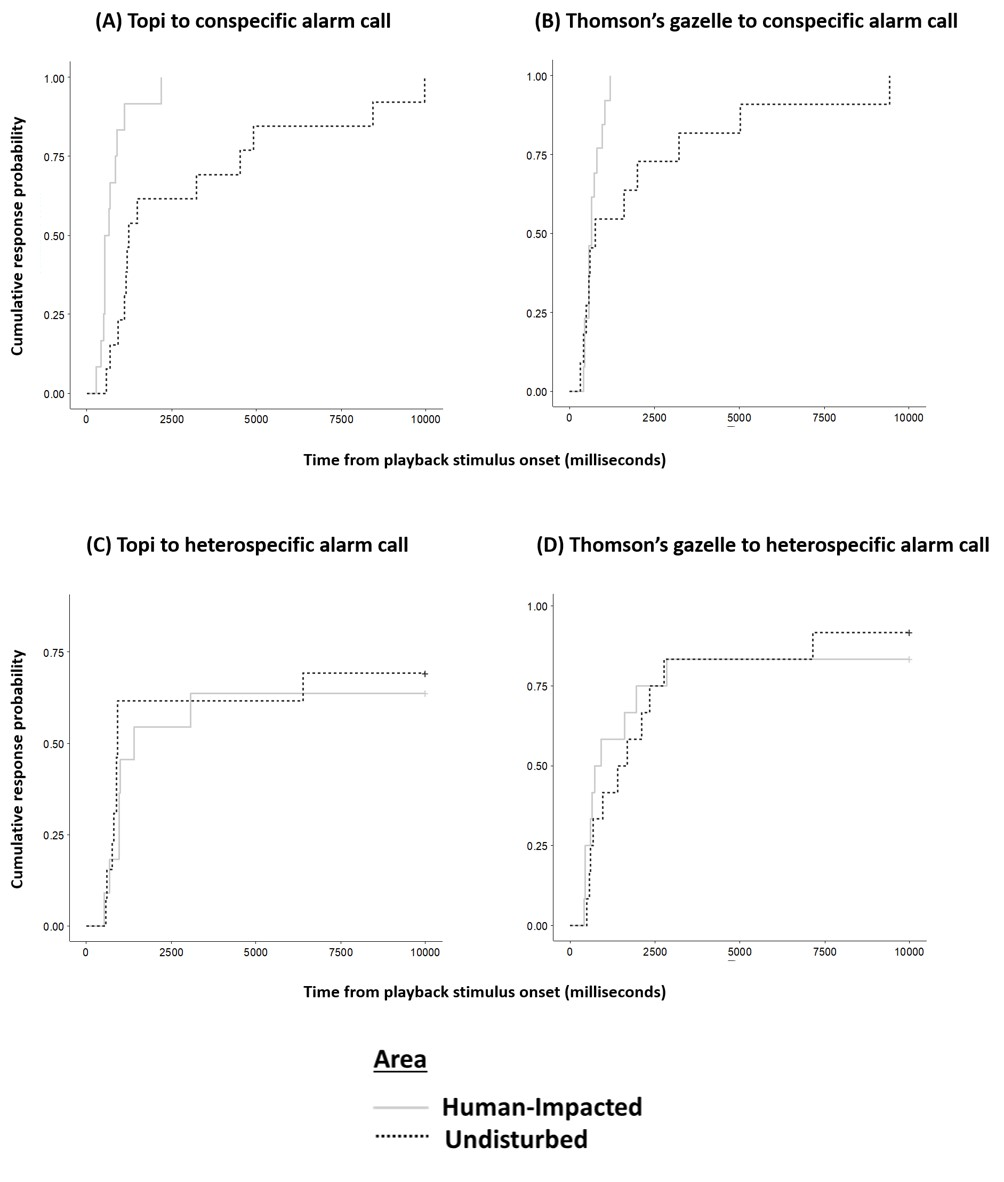 (A) Topi to conspecific alarm call
(B) Thomson's gazelle to conspecific alarm call
Cumulative response probability
1.00
0.75
0.50
0.25
0.00
0 2500 5000 7500 10000
1.00
0.75
0.50
0.25
0.00
0 2500 5000 7500 10000
Time from playback stimulus onset (milliseconds)
(C) Topi to heterospecific alarm call
(D) Thomson's gazelle to heterospecific alarm call
Cumulative response probability
0.75
0.50
0.25
0.00
0 2500 5000 7500 10000
1.00
0.75
0.50
0.25
0.00
0 2500 5000 7500 10000
Time from playback stimulus onset (milliseconds)
Area
Human-Impacted
Undisturbed